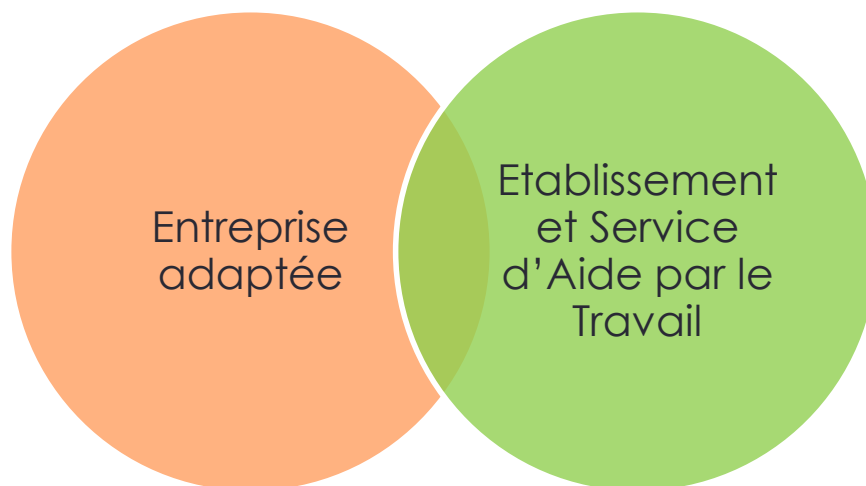 Entreprise
adaptée
Etablissement
et Service
d’Aide par le
Travail